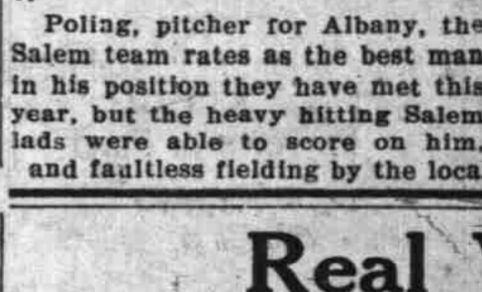 Poling, pitcher for Albany, the
Salem team rates as the best man
in his position they have met this
year, but the heavy hitting Salem
lads were able to score on him,
and faultless fielding by the loca
Real